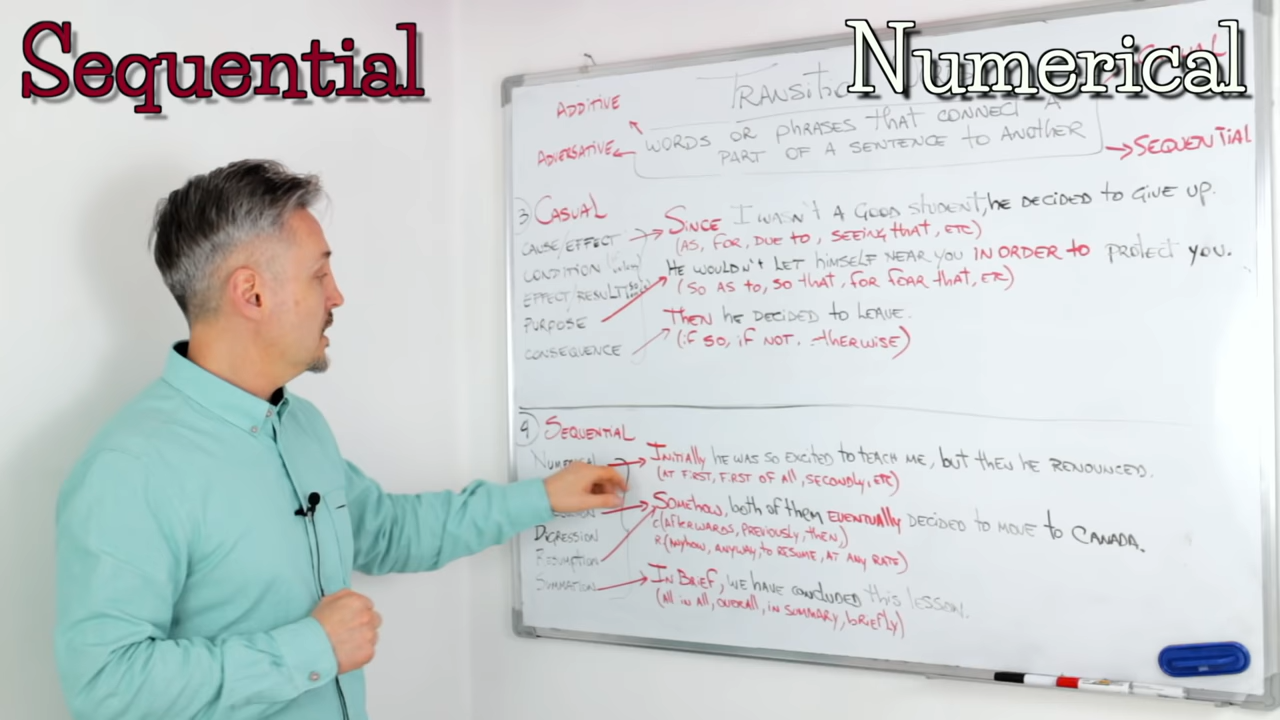 Sequential
Numerical
ADDITIVE
ADVERSATIVE
WORDS OR PHRASES THAT CONNECT A
PART OF A SENTENCE TO ANOTHER
SEQUENTIAL
3 CASUAL
CAUSE/EFFECT
CONDITION
EFFECT/RESULT
PURPOSE
CONSEQUENCE
SINCE I WASN'T A GOOD STUDENT, HE DECIDED TO GIVE UP.
(AS, FOR, DUE TO, SEEING THAT, ETC)
HE WOULDN'T LET HIMSELF NEAR YOU IN ORDER TO PROTECT YOU.
(SO AS TO, SO THAT, FOR FEAR THAT, ETC)
THEN HE DECIDED TO LEAVE.
(IF SO, IF NOT, OTHERWISE)
4 SEQUENTIAL
DIGRESSION
RESUMPTION
SUMMATION
INITIALLY HE WAS SO EXCITED TO TEACH ME, BUT THEN HE RENOUNCED.
(AT FIRST, FIRST OF ALL, SECONDLY, ETC)
SOMEHOW, BOTH OF THEM EVENTUALLY DECIDED TO MOVE TO CANADA.
C(AFTERWARDS, PREVIOUSLY, THEN)
R(ANYHOW, ANYWAY, TO RESUME, AT ANY RATE)
IN BRIEF, WE HAVE CONCLUDED THIS LESSON.
(ALL IN ALL, OVERALL, IN SUMMARY, BRIEFLY)